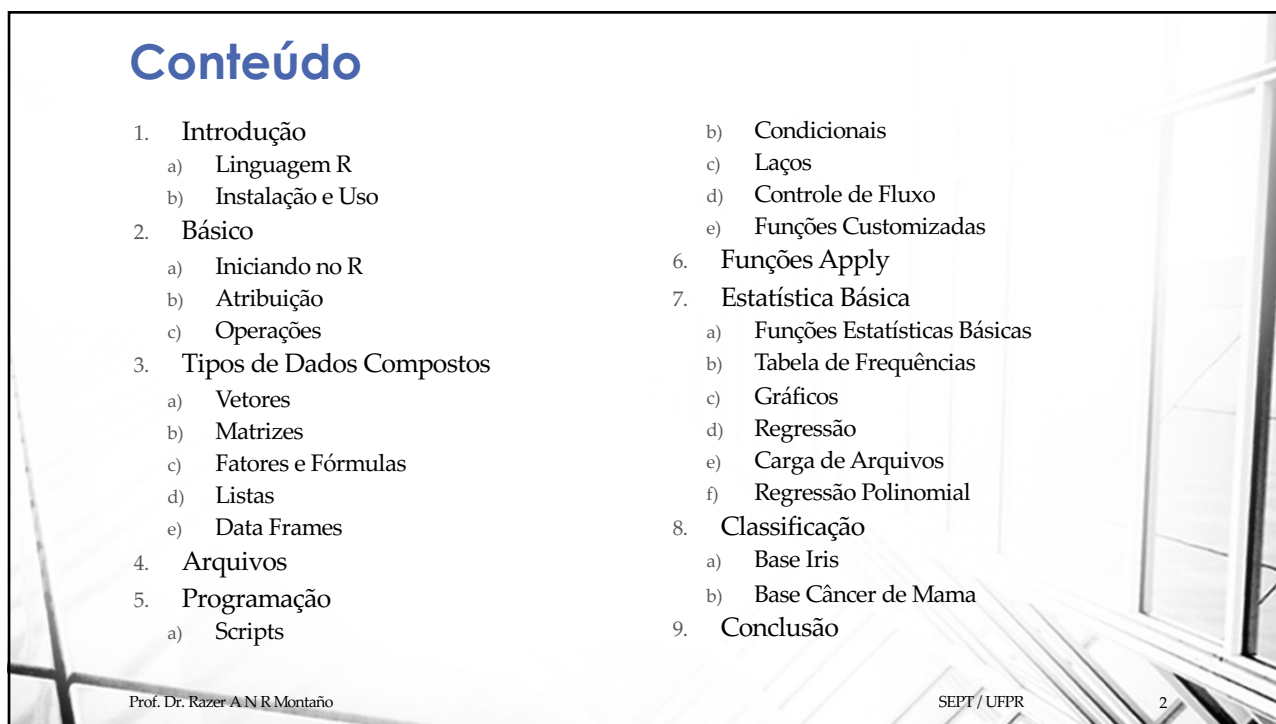 Conteúdo
1. Introdução
a) Linguagem R
b) Instalação e Uso
2. Básico
a) Iniciando no R
b) Atribuição
c) Operações
3. Tipos de Dados Compostos
a) Vetores
b) Matrizes
c) Fatores e Fórmulas
d) Listas
e) Data Frames
4. Arquivos
5. Programação
a) Scripts
b) Condicionais
c) Laços
d) Controle de Fluxo
e) Funções Customizadas
6. Funções Apply
7. Estatística Básica
a) Funções Estatísticas Básicas
b) Tabela de Frequências
c) Gráficos
d) Regressão
e) Carga de Arquivos
f) Regressão Polinomial
8. Classificação
a) Base Iris
b) Base Câncer de Mama
9. Conclusão
Prof. Dr. Razer A N R Montaño
SEPT / UFPR
2